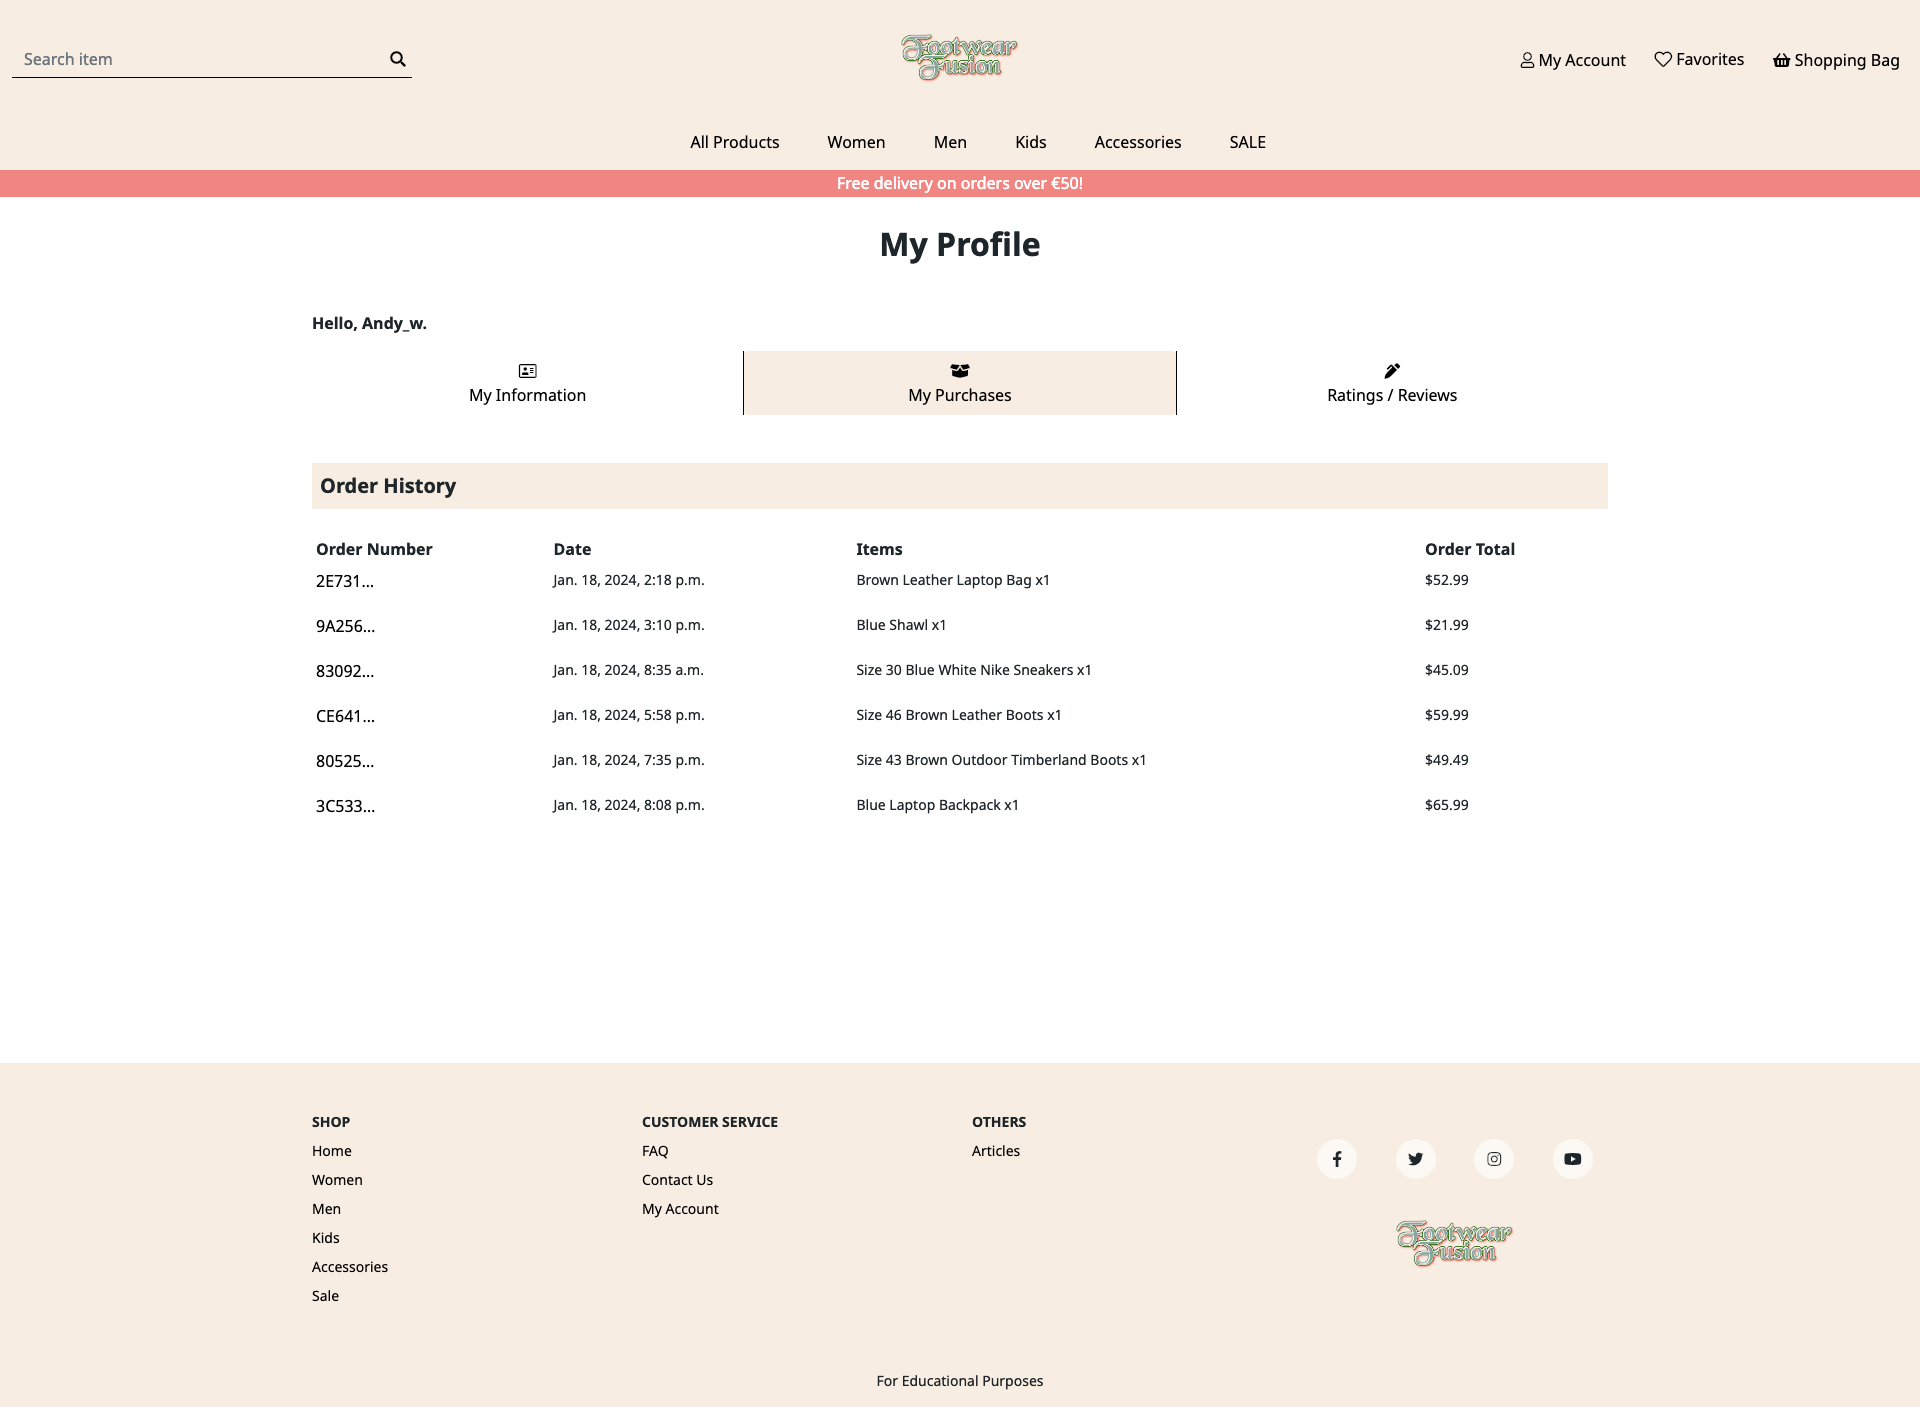 Search item
Footwear
Fusion
My Account
Favorites
Shopping Bag
All Products
Women
Men
Kids
Accessories
SALE
Free delivery on orders over €50!
My Profile
Hello, Andy_w.
My Information
My Purchases
Ratings / Reviews
Order History
Order Number Date Items Order Total
2E731... Jan. 18, 2024, 2:18 p.m. Brown Leather Laptop Bag x1 $52.99
9A256... Jan. 18, 2024, 3:10 p.m. Blue Shawl x1 $21.99
83092... Jan. 18, 2024, 8:35 a.m. Size 30 Blue White Nike Sneakers x1 $45.09
CE641... Jan. 18, 2024, 5:58 p.m. Size 46 Brown Leather Boots x1 $59.99
80525... Jan. 18, 2024, 7:35 p.m. Size 43 Brown Outdoor Timberland Boots x1 $49.49
3C533... Jan. 18, 2024, 8:08 p.m. Blue Laptop Backpack x1 $65.99
SHOP
Home
Women
Men
Kids
Accessories
Sale
CUSTOMER SERVICE
FAQ
Contact Us
My Account
OTHERS
Articles
Footwear
Fusion
For Educational Purposes